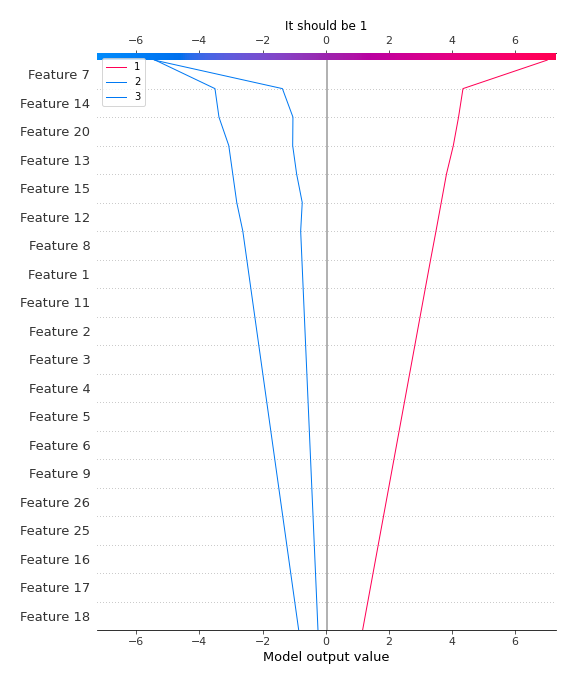 It should be 1
−6 −4 −2 0 2 4 6
1
2
3
Feature 7
Feature 14
Feature 20
Feature 13
Feature 15
Feature 12
Feature 8
Feature 1
Feature 11
Feature 2
Feature 3
Feature 4
Feature 5
Feature 6
Feature 9
Feature 26
Feature 25
Feature 16
Feature 17
Feature 18
−6 −4 −2 0 2 4 6
Model output value